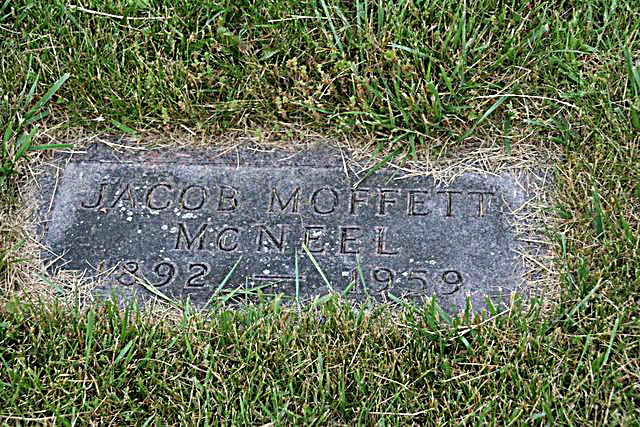 JACOB MOFFETT
McNEEL
1892 — 1959